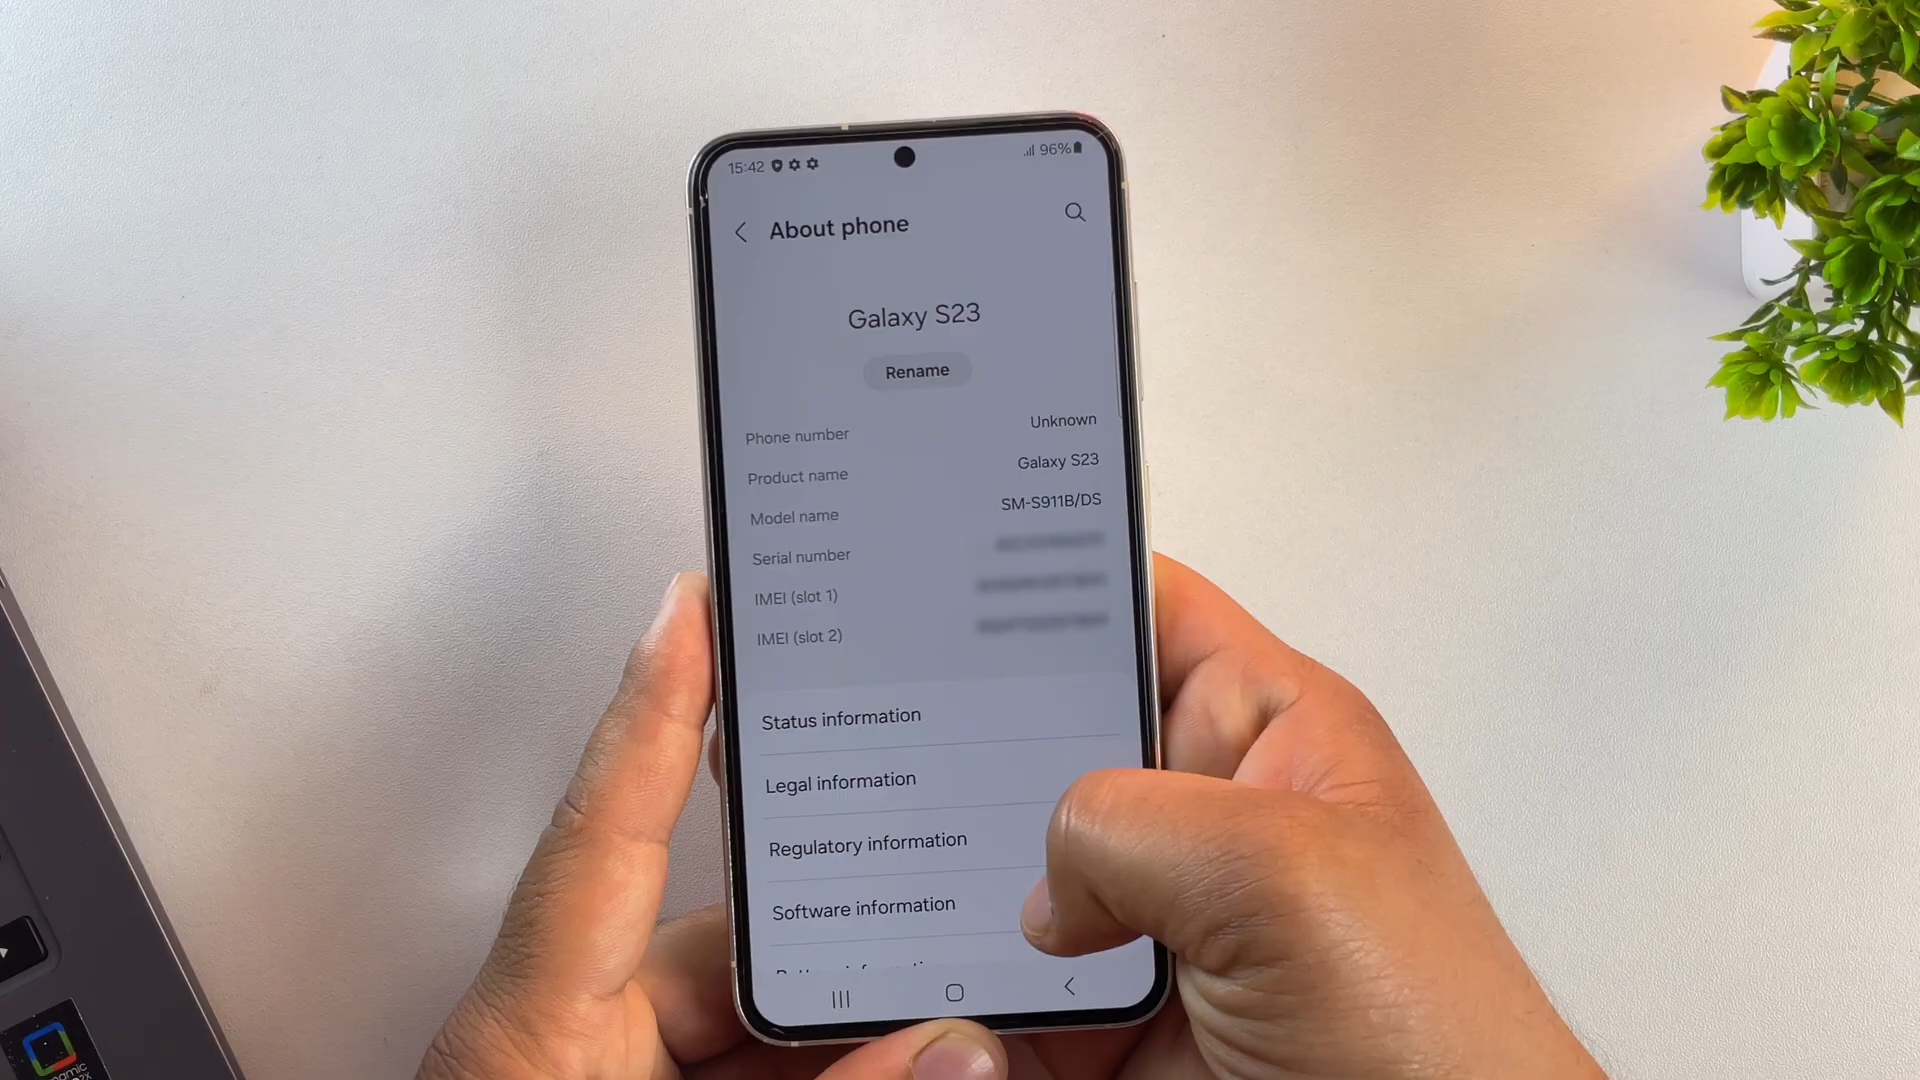 15:42
96%
About phone
Galaxy S23
Rename
Phone number Unknown
Product name Galaxy S23
Model name SM-S911B/DS
Serial number
IMEI (slot 1)
IMEI (slot 2)
Status information
Legal information
Regulatory information
Software information